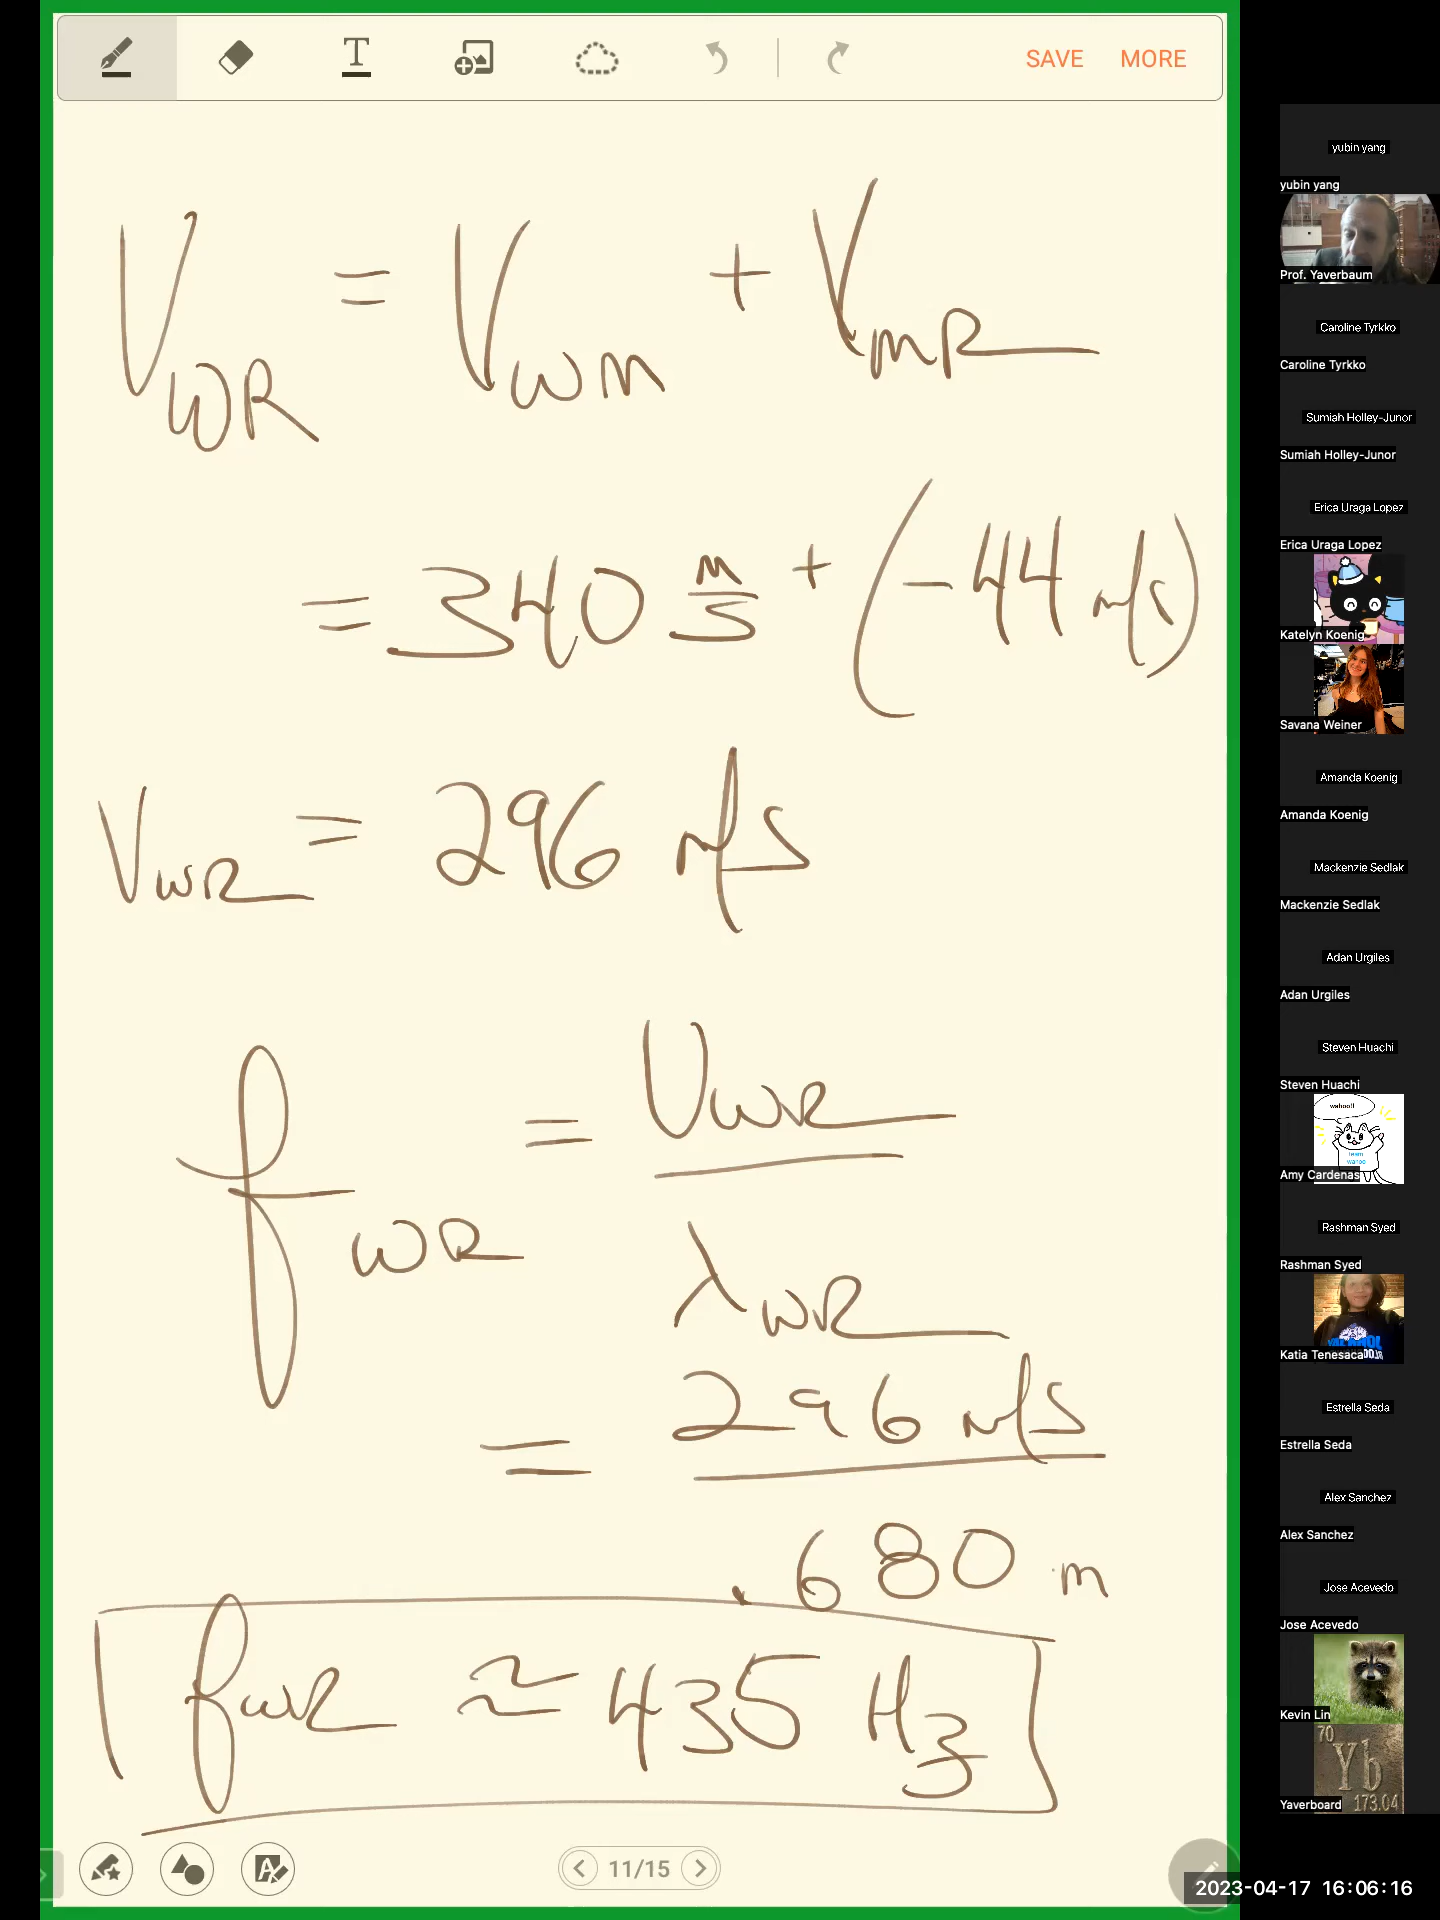 T
SAVE
MORE
V_WR = V_WM + V_MR
= 340 m/s + (-44 m/s)
V_WR = 296 m/s
f_WR = V_WR / λ_WR
= 296 m/s / .680 m
f_WR ≈ 435 Hz
11/15
yubin yang
yubin yang
Prof. Yaverbaum
Caroline Tyrkko
Caroline Tyrkko
Sumiah Holley-Junor
Sumiah Holley-Junor
Erica Uraga Lopez
Erica Uraga Lopez
Katelyn Koenig
Savana Weiner
Amanda Koenig
Amanda Koenig
Mackenzie Sedlak
Mackenzie Sedlak
Adan Urgiles
Adan Urgiles
Steven Huachi
Steven Huachi
wahoo!!
team
wahoo
Amy Cardenas
Rashman Syed
Rashman Syed
Katia Tenesaca
Estrella Seda
Estrella Seda
Alex Sanchez
Alex Sanchez
Jose Acevedo
Jose Acevedo
Kevin Lin
70
Yb
Yaverboard
173.04
2023-04-17 16:06:16